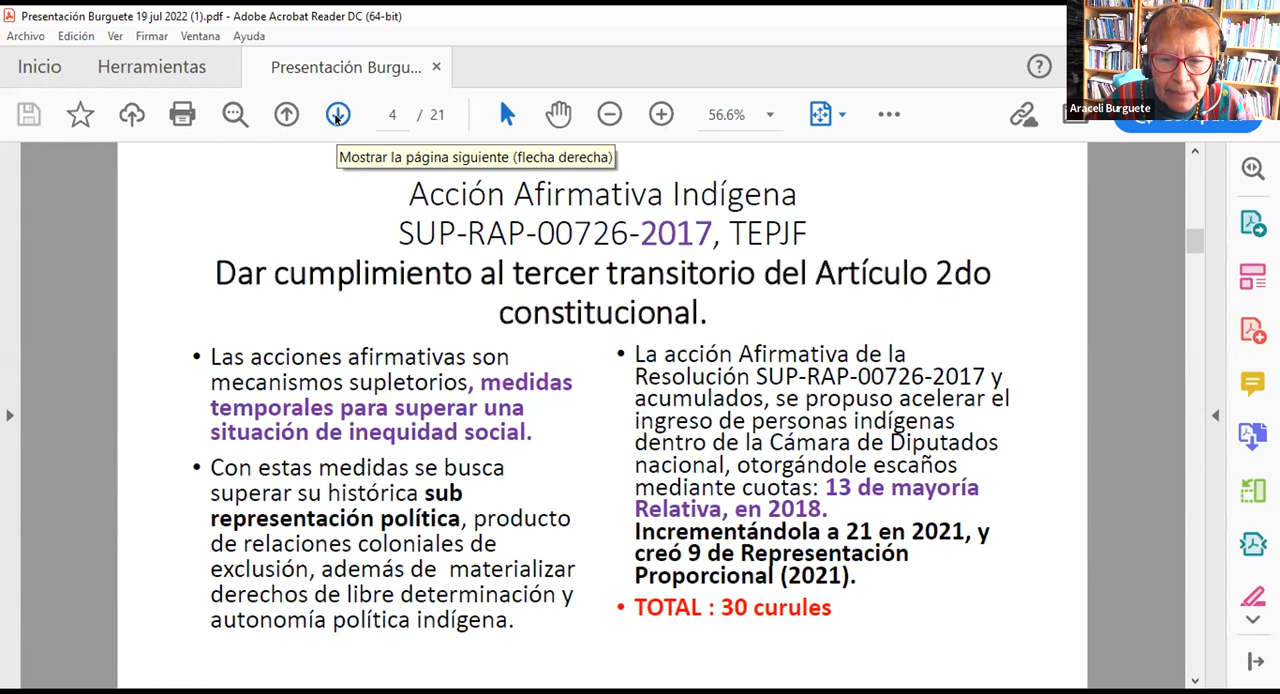 Presentación Burguete 19 jul 2022 (1).pdf - Adobe Acrobat Reader DC (64-bit)
Archivo Edición Ver Firmar Ventana Ayuda
Inicio Herramientas Presentación Burgu... ×
4 / 21 56.6%
Araceli Burguete
Mostrar la página siguiente (flecha derecha)
Acción Afirmativa Indígena
SUP-RAP-00726-2017, TEPJF
Dar cumplimiento al tercer transitorio del Artículo 2do
constitucional.
• Las acciones afirmativas son
mecanismos supletorios, medidas
temporales para superar una
situación de inequidad social.
• Con estas medidas se busca
superar su histórica sub
representación política, producto
de relaciones coloniales de
exclusión, además de materializar
derechos de libre determinación y
autonomía política indígena.
• La acción Afirmativa de la
Resolución SUP-RAP-00726-2017 y
acumulados, se propuso acelerar el
ingreso de personas indígenas
dentro de la Cámara de Diputados
nacional, otorgándole escaños
mediante cuotas: 13 de mayoría
Relativa, en 2018.
Incrementándola a 21 en 2021, y
creó 9 de Representación
Proporcional (2021).
• TOTAL : 30 curules